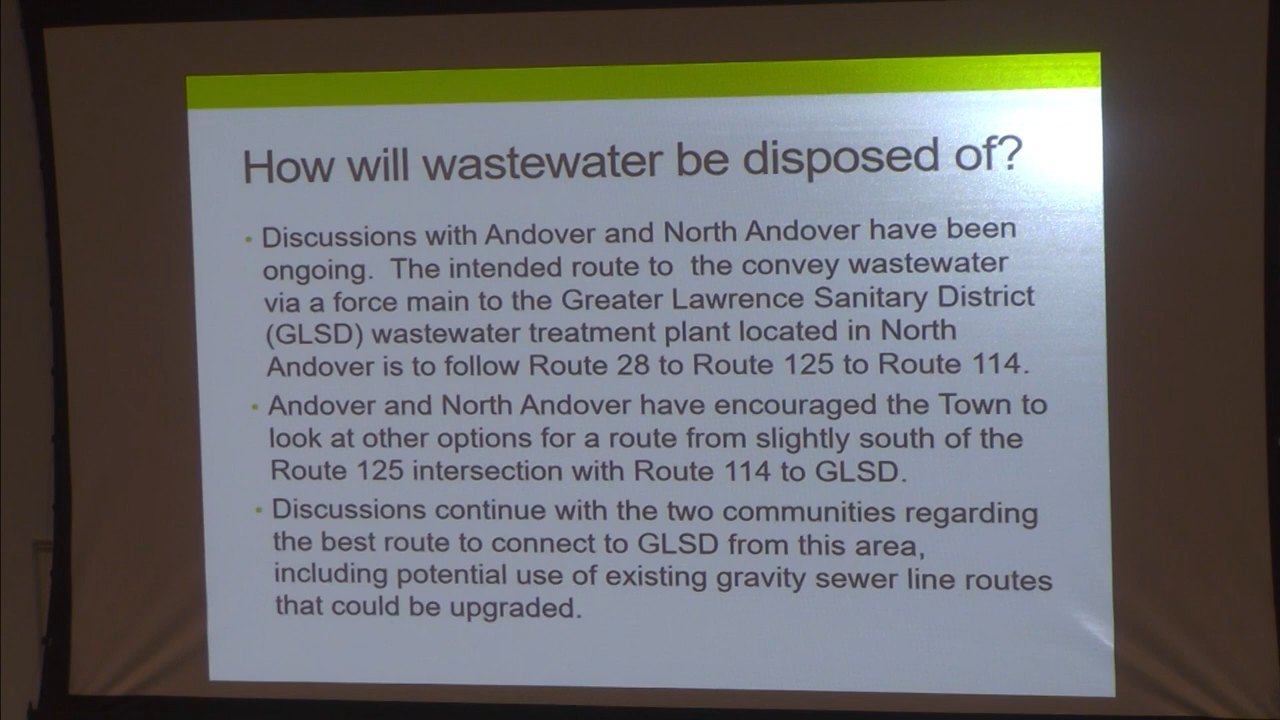 How will wastewater be disposed of?
• Discussions with Andover and North Andover have been
ongoing.  The intended route to  the convey wastewater
via a force main to the Greater Lawrence Sanitary District
(GLSD) wastewater treatment plant located in North
Andover is to follow Route 28 to Route 125 to Route 114.
• Andover and North Andover have encouraged the Town to
look at other options for a route from slightly south of the
Route 125 intersection with Route 114 to GLSD.
• Discussions continue with the two communities regarding
the best route to connect to GLSD from this area,
including potential use of existing gravity sewer line routes
that could be upgraded.